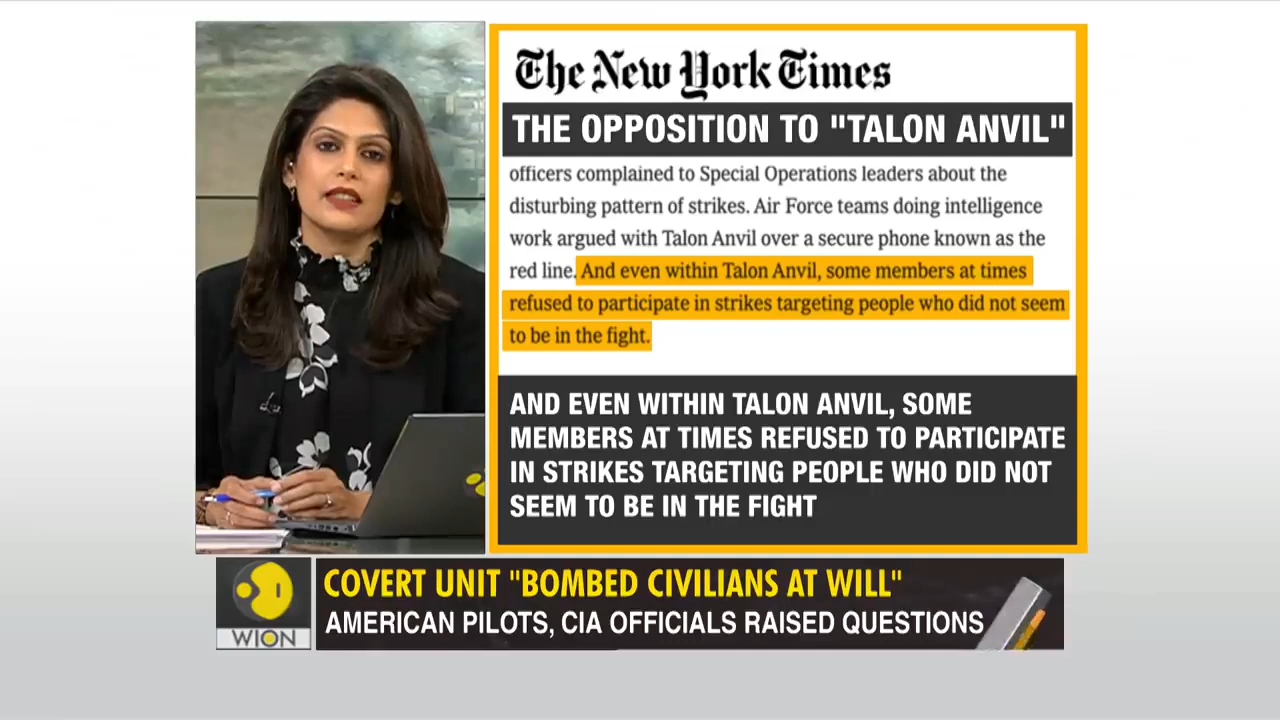 The New York Times
THE OPPOSITION TO "TALON ANVIL"
officers complained to Special Operations leaders about the
disturbing pattern of strikes. Air Force teams doing intelligence
work argued with Talon Anvil over a secure phone known as the
red line. And even within Talon Anvil, some members at times
refused to participate in strikes targeting people who did not seem
to be in the fight.
AND EVEN WITHIN TALON ANVIL, SOME
MEMBERS AT TIMES REFUSED TO PARTICIPATE
IN STRIKES TARGETING PEOPLE WHO DID NOT
SEEM TO BE IN THE FIGHT
COVERT UNIT "BOMBED CIVILIANS AT WILL"
AMERICAN PILOTS, CIA OFFICIALS RAISED QUESTIONS
WION